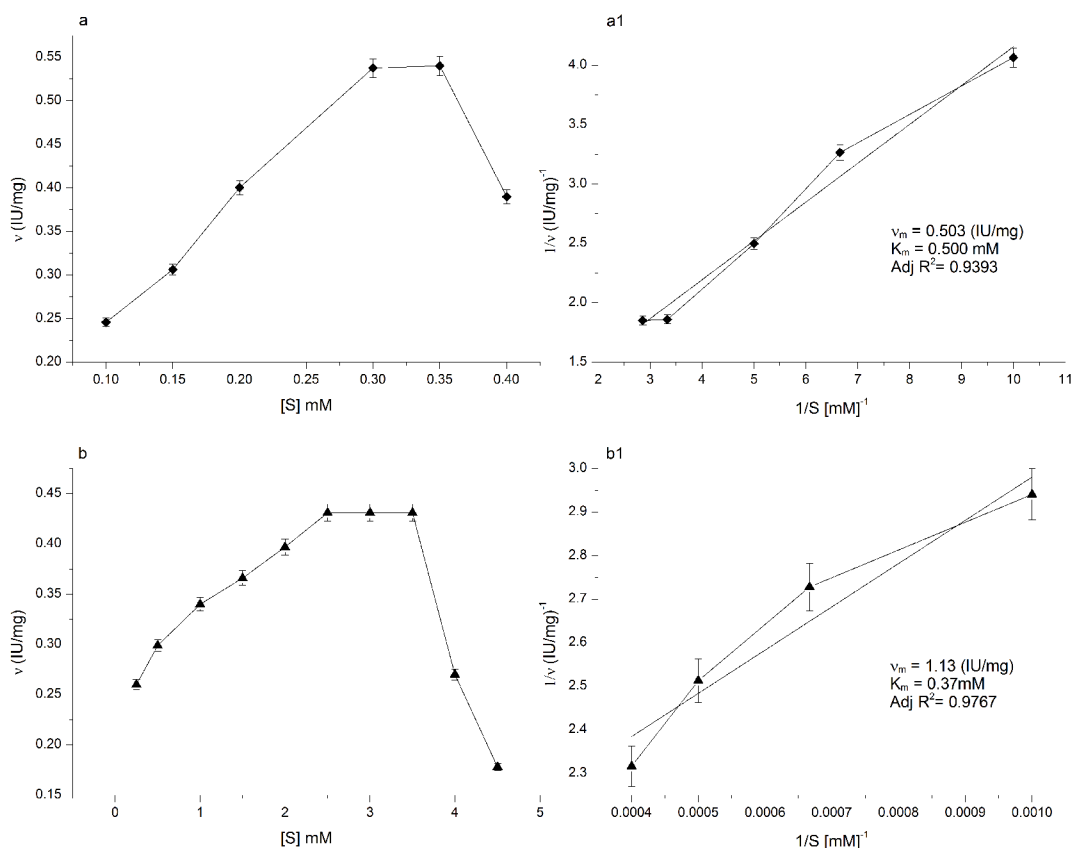 a
ν (IU/mg)
0.55
0.50
0.45
0.40
0.35
0.30
0.25
0.20
0.10 0.15 0.20 [S] 0.25 0.30 0.35 0.40
[S] mM
a1
1/ν (IU/mg)⁻¹
4.0
3.5
3.0
2.5
2.0
1.5
νm = 0.503 (IU/mg)
Km = 0.500 mM
Adj R²= 0.9393
2 3 4 5 6 7 8 9 10 11
1/S [mM]⁻¹
b
ν (IU/mg)
0.45
0.40
0.35
0.30
0.25
0.20
0.15
0 1 2 3 4 5
[S] mM
b1
1/ν (IU/mg)⁻¹
3.0
2.9
2.8
2.7
2.6
2.5
2.4
2.3
νm = 1.13 (IU/mg)
Km = 0.37mM
Adj R²= 0.9767
0.0004 0.0005 0.0006 0.0007 0.0008 0.0009 0.0010
1/S [mM]⁻¹